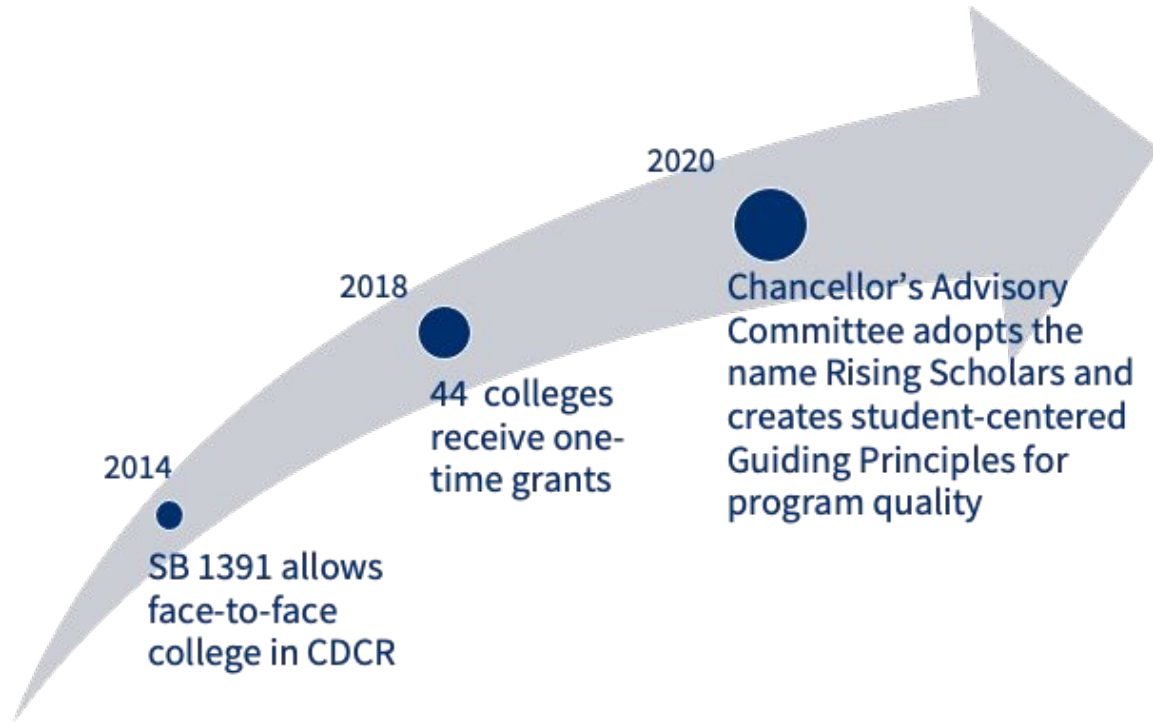 2014
SB 1391 allows
face-to-face
college in CDCR
2018
44 colleges
receive one-
time grants
2020
Chancellor’s Advisory
Committee adopts the
name Rising Scholars and
creates student-centered
Guiding Principles for
program quality